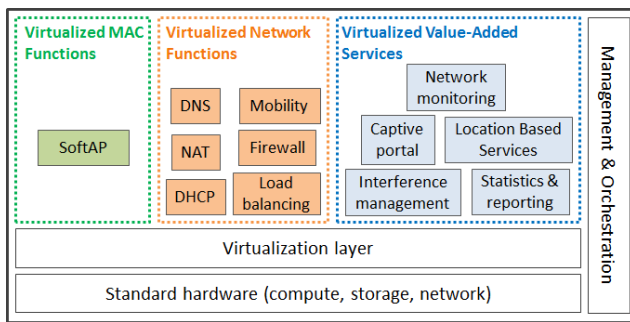 Virtualized MAC
Functions
SoftAP
Virtualized Network
Functions
DNS
Mobility
NAT
Firewall
DHCP
Load
balancing
Virtualized Value-Added
Services
Network
monitoring
Captive
portal
Location Based
Services
Interference
management
Statistics &
reporting
Management & Orchestration
Virtualization layer
Standard hardware (compute, storage, network)